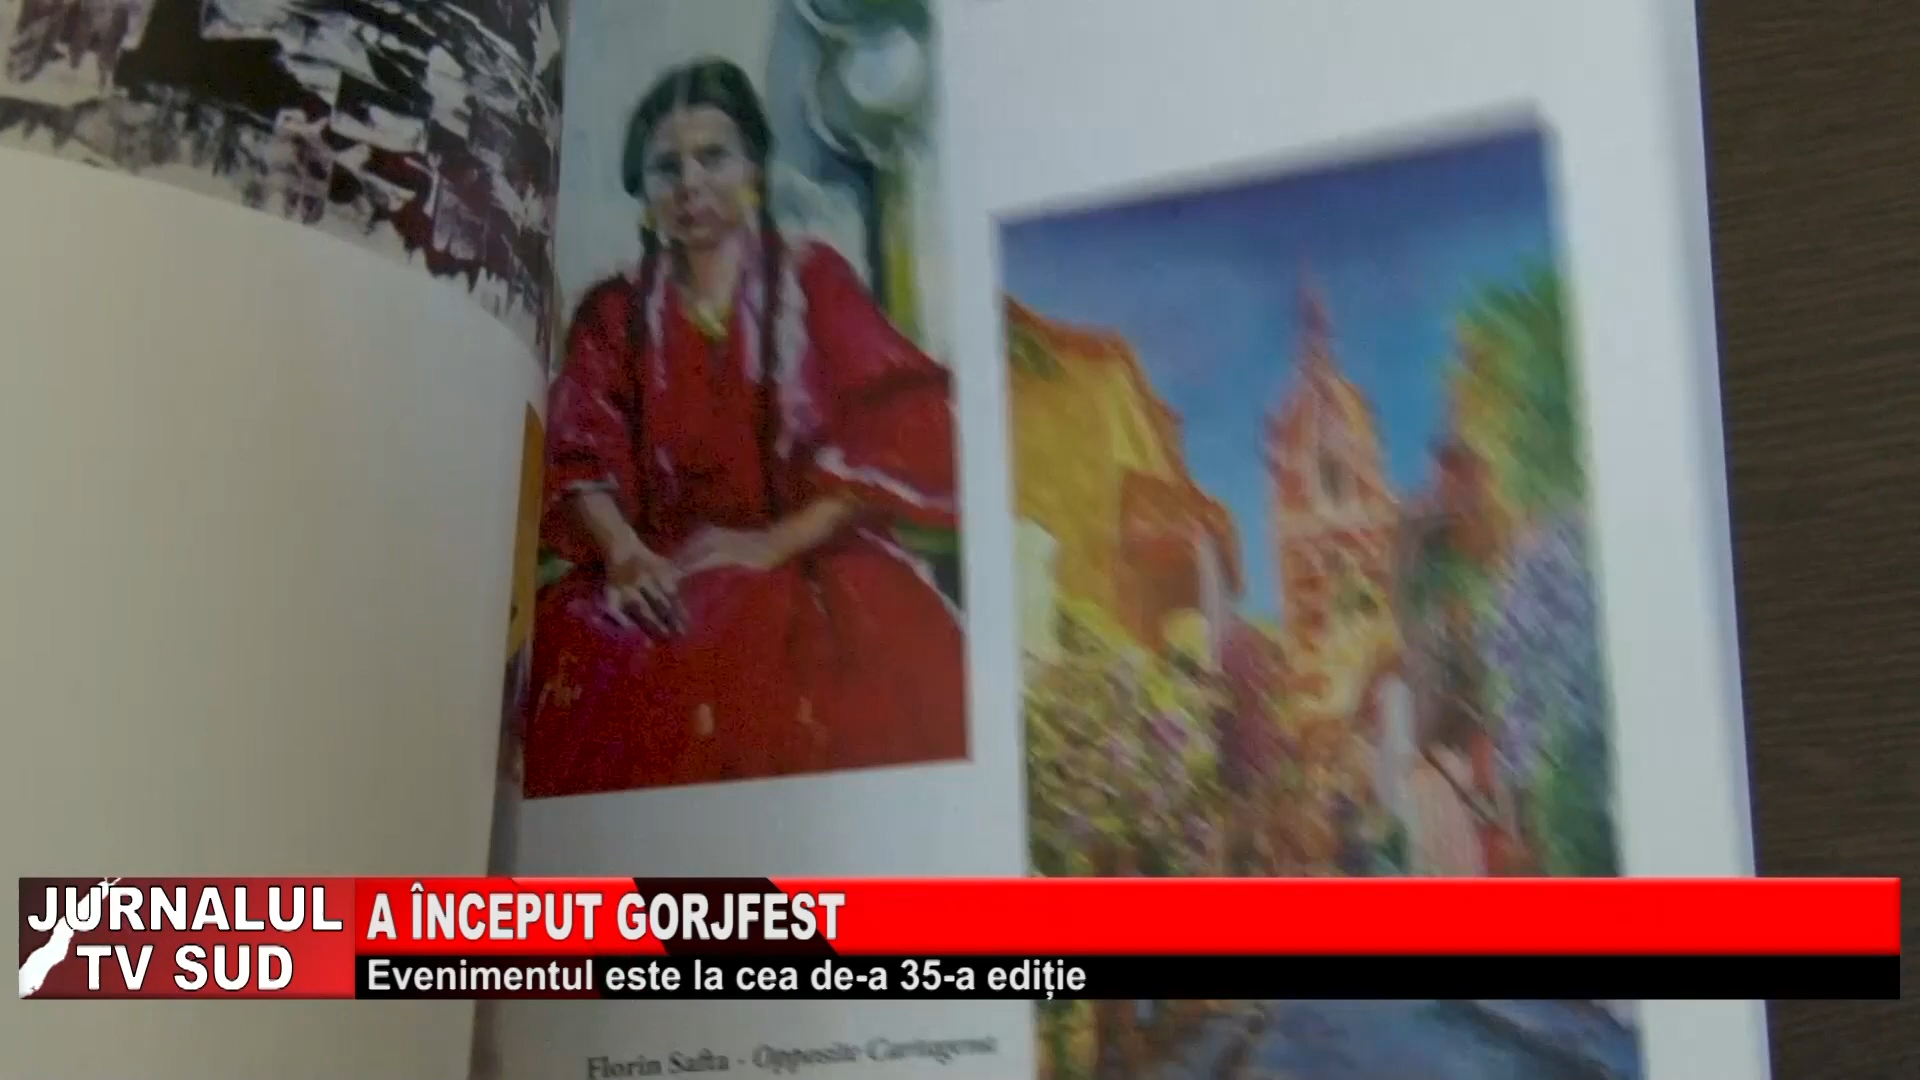 JURNALUL
TV SUD
A ÎNCEPUT GORJFEST
Evenimentul este la cea de-a 35-a ediție
Florin Safta - Opposite Cartagena